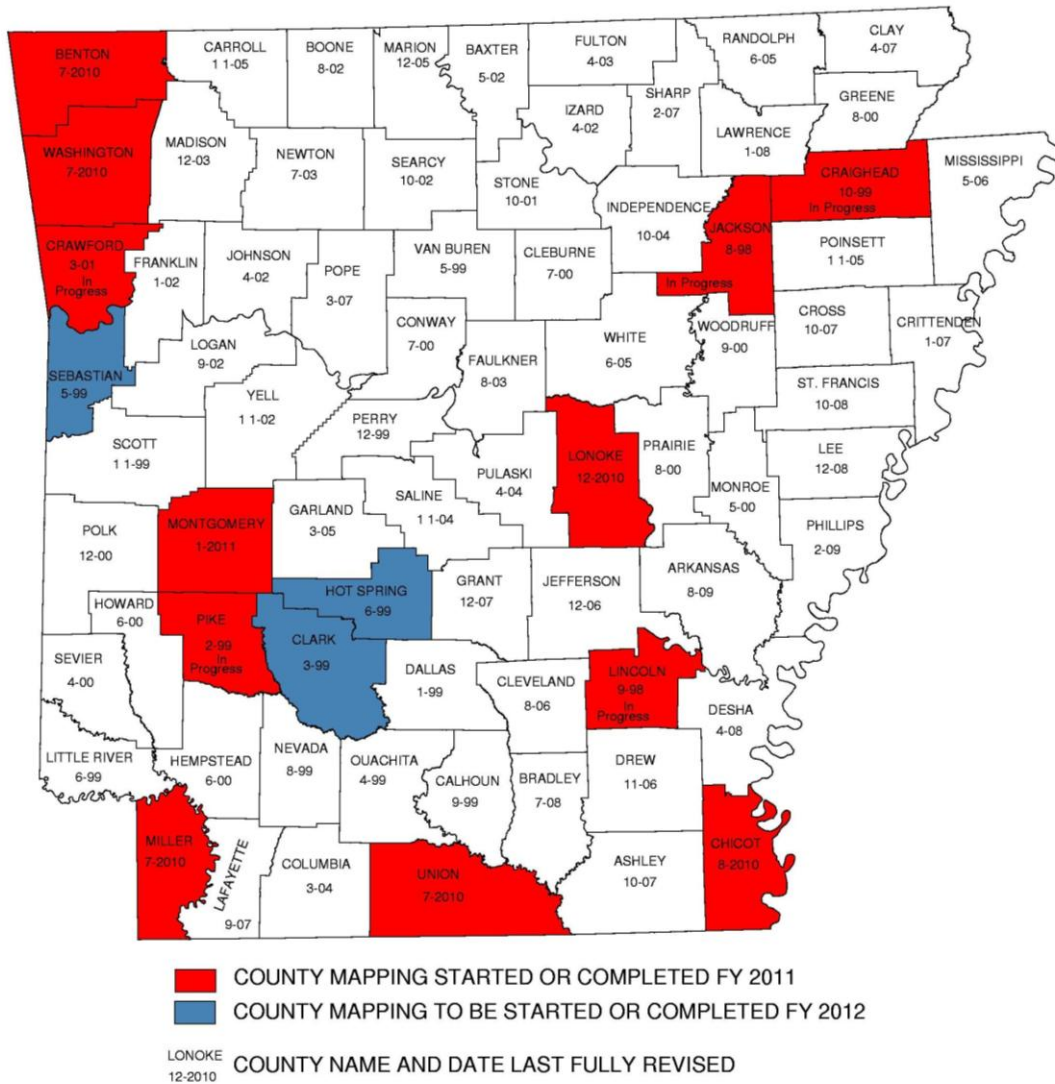 BENTON
7-2010
CARROLL
11-05
BOONE
8-02
MARION
12-05
BAXTER
5-02
FULTON
4-03
RANDOLPH
6-05
CLAY
4-07
SHARP
2-07
IZARD
4-02
GREENE
8-00
LAWRENCE
1-08
WASHINGTON
7-2010
MADISON
12-03
NEWTON
7-03
SEARCY
10-02
STONE
10-01
INDEPENDENCE
10-04
JACKSON
8-98
In Progress
CRAIGHEAD
10-99
In Progress
MISSISSIPPI
5-06
CRAWFORD
3-01
In
Progress
FRANKLIN
1-02
JOHNSON
4-02
POPE
3-07
VAN BUREN
5-99
CLEBURNE
7-00
POINSETT
11-05
SEBASTIAN
5-99
LOGAN
9-02
CONWAY
7-00
FAULKNER
8-03
WHITE
6-05
WOODRUFF
9-00
CROSS
10-07
CRITTENDEN
1-07
YELL
11-02
PERRY
12-99
ST. FRANCIS
10-08
SCOTT
11-99
PULASKI
4-04
LONOKE
12-2010
PRAIRIE
8-00
LEE
12-08
MONROE
5-00
SALINE
11-04
GARLAND
3-05
MONTGOMERY
1-2011
POLK
12-00
PHILLIPS
2-09
HOT SPRING
6-99
GRANT
12-07
JEFFERSON
12-06
ARKANSAS
8-09
HOWARD
6-00
PIKE
2-99
In
Progress
CLARK
3-99
SEVIER
4-00
DALLAS
1-99
CLEVELAND
8-06
LINCOLN
9-98
In
Progress
DESHA
4-08
LITTLE RIVER
6-99
HEMPSTEAD
6-00
NEVADA
8-99
OUACHITA
4-99
CALHOUN
9-99
BRADLEY
7-08
DREW
11-06
MILLER
7-2010
LAFAYETTE
9-07
COLUMBIA
3-04
UNION
7-2010
ASHLEY
10-07
CHICOT
8-2010
COUNTY MAPPING STARTED OR COMPLETED FY 2011
COUNTY MAPPING TO BE STARTED OR COMPLETED FY 2012
LONOKE
12-2010
COUNTY NAME AND DATE LAST FULLY REVISED